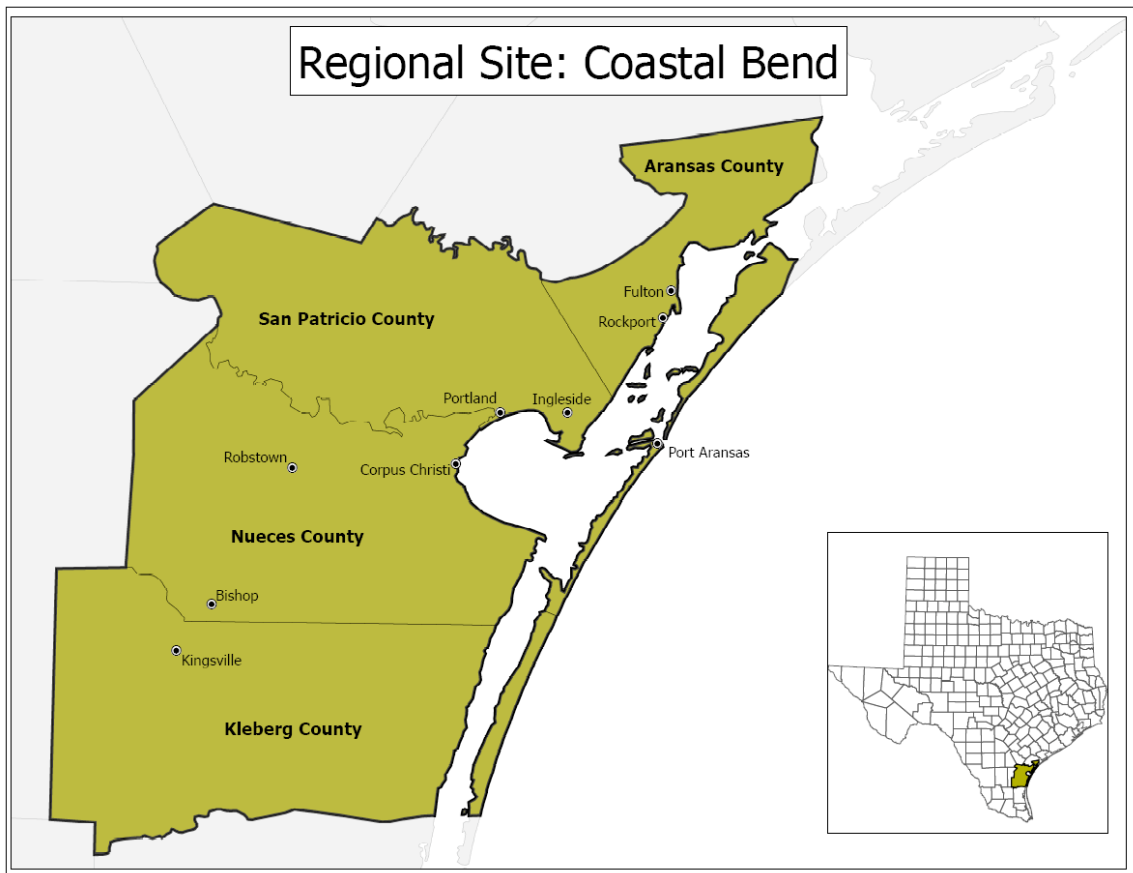 Regional Site: Coastal Bend
Aransas County
Fulton
San Patricio County
Rockport
Portland
Ingleside
Port Aransas
Robstown
Corpus Christi
Nueces County
Bishop
Kingsville
Kleberg County